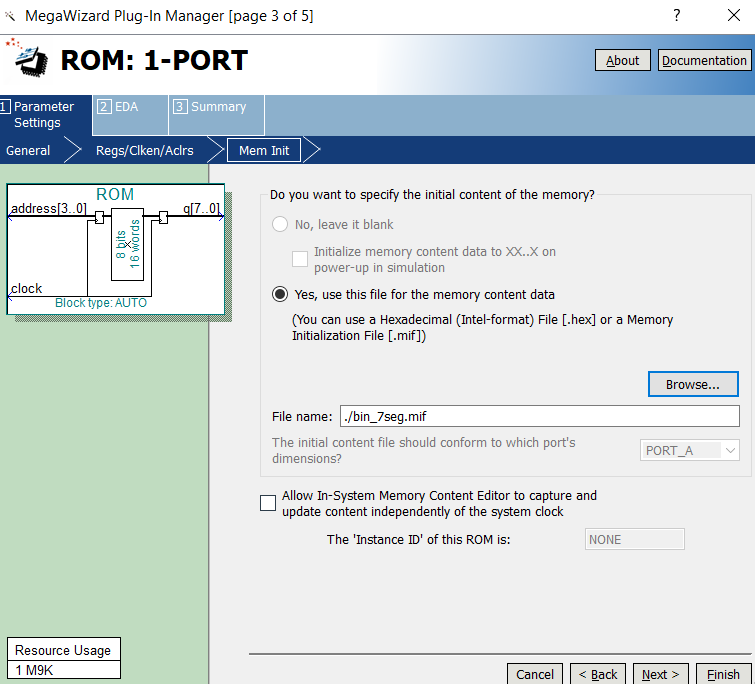 MegaWizard Plug-In Manager [page 3 of 5]
?
ROM: 1-PORT
About
Documentation
1 Parameter Settings
2 EDA
3 Summary
General
Regs/Clken/Aclrs
Mem Init
ROM
address[3..0]
q[7..0]
8 bits
16 words
clock
Block type: AUTO
Do you want to specify the initial content of the memory?
No, leave it blank
Initialize memory content data to XX..X on
power-up in simulation
Yes, use this file for the memory content data
(You can use a Hexadecimal (Intel-format) File [.hex] or a Memory
Initialization File [.mif])
Browse...
File name: ./bin_7seg.mif
The initial content file should conform to which port's
dimensions?
PORT_A
Allow In-System Memory Content Editor to capture and
update content independently of the system clock
The 'Instance ID' of this ROM is:
NONE
Resource Usage
1 M9K
Cancel
< Back
Next >
Finish